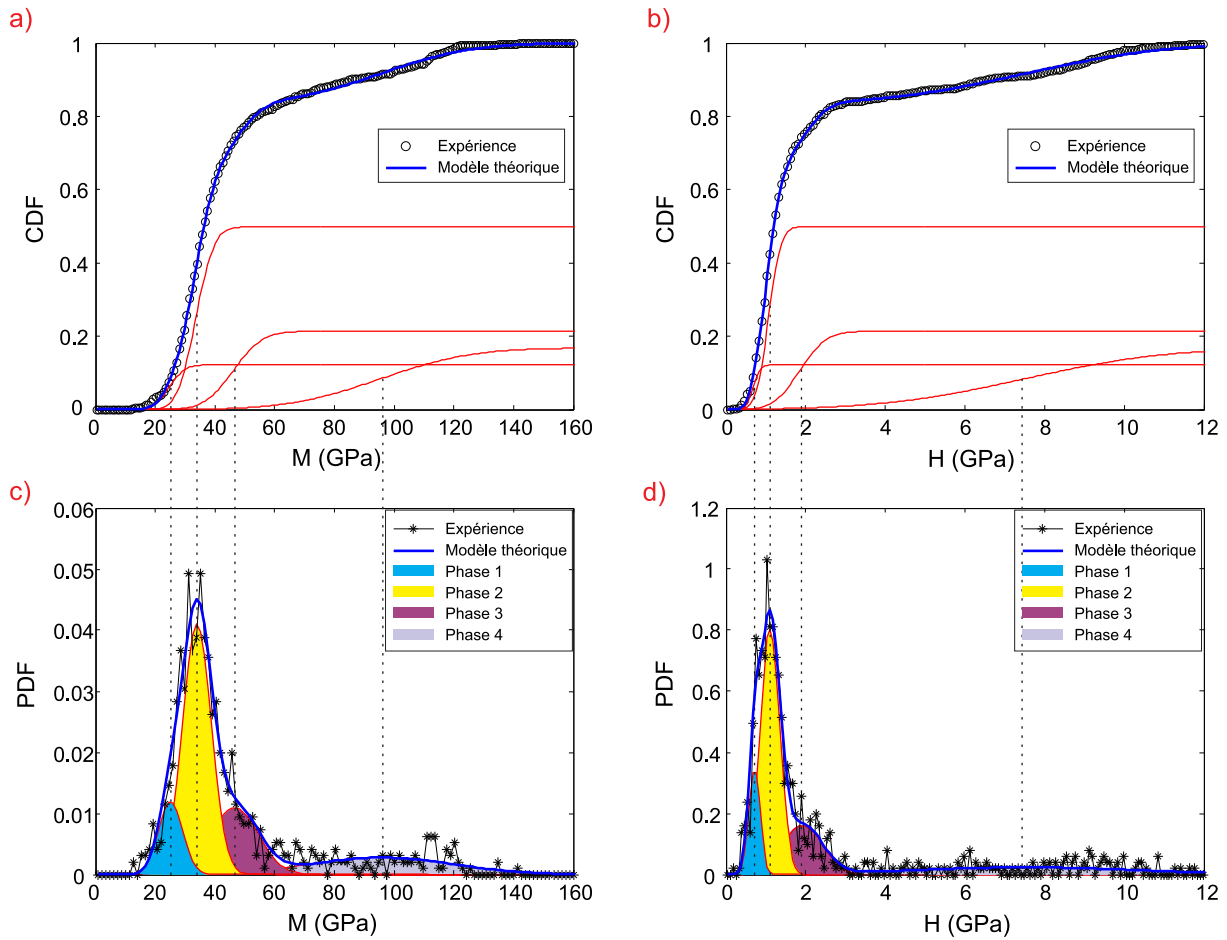 a)
1
0.8
0.6
0.4
0.2
0
CDF
Expérience
Modèle théorique
0 20 40 60 80 100 120 140 160
M (GPa)
b)
1
0.8
0.6
0.4
0.2
0
CDF
Expérience
Modèle théorique
0 2 4 6 8 10 12
H (GPa)
c)
0.06
0.05
0.04
0.03
0.02
0.01
0
PDF
Expérience
Modèle théorique
Phase 1
Phase 2
Phase 3
Phase 4
0 20 40 60 80 100 120 140 160
M (GPa)
d)
1.2
1
0.8
0.6
0.4
0.2
0
PDF
Expérience
Modèle théorique
Phase 1
Phase 2
Phase 3
Phase 4
0 2 4 6 8 10 12
H (GPa)